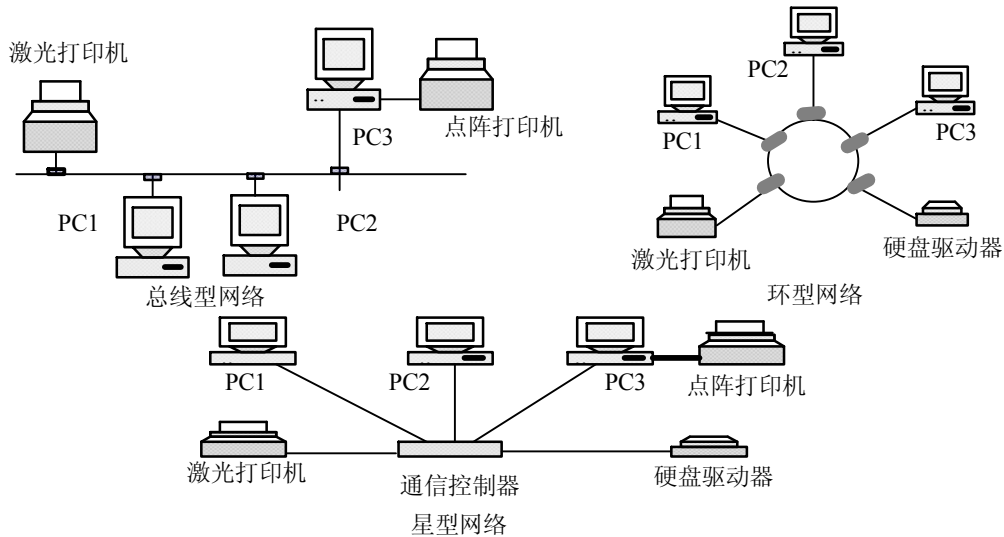 激光打印机
PC3
点阵打印机
PC1
PC2
总线型网络
PC2
PC1
PC3
激光打印机
硬盘驱动器
环型网络
PC1
PC2
PC3
点阵打印机
激光打印机
通信控制器
硬盘驱动器
星型网络